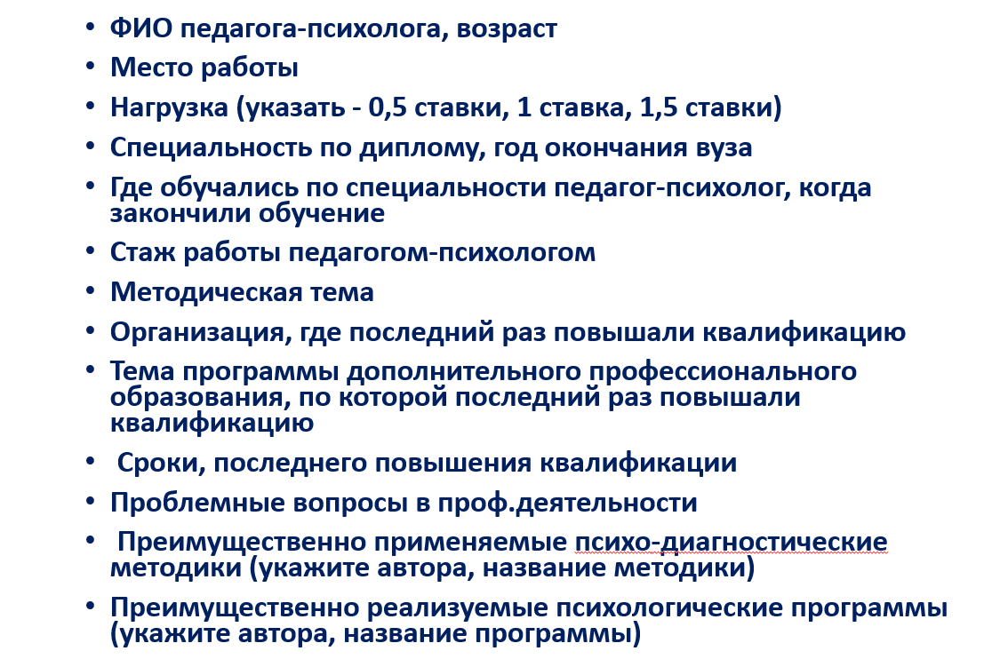 • ФИО педагога-психолога, возраст
• Место работы
• Нагрузка (указать - 0,5 ставки, 1 ставка, 1,5 ставки)
• Специальность по диплому, год окончания вуза
• Где обучались по специальности педагог-психолог, когда
закончили обучение
• Стаж работы педагогом-психологом
• Методическая тема
• Организация, где последний раз повышали квалификацию
• Тема программы дополнительного профессионального
образования, по которой последний раз повышали
квалификацию
• Сроки, последнего повышения квалификации
• Проблемные вопросы в проф.деятельности
• Преимущественно применяемые психо-диагностические
методики (укажите автора, название методики)
• Преимущественно реализуемые психологические программы
(укажите автора, название программы)